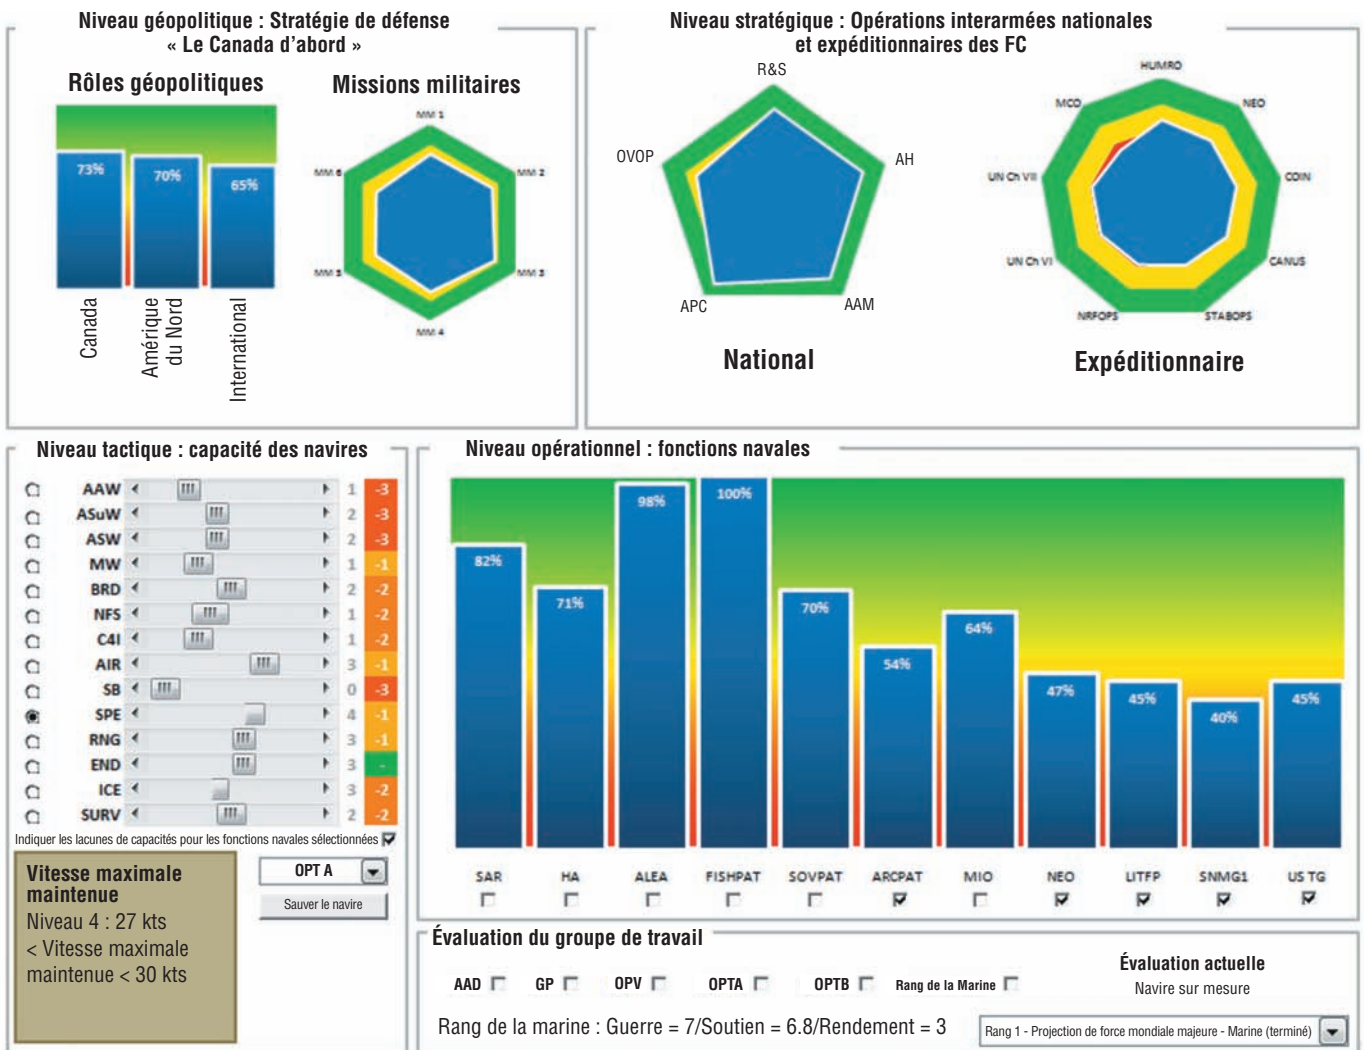 Niveau géopolitique : Stratégie de défense
« Le Canada d’abord »
Rôles géopolitiques
Missions militaires
73%
70%
65%
Canada
Amérique
du Nord
International
MM 1
MM 6
MM 2
MM 5
MM 3
MM 4
Niveau stratégique : Opérations interarmées nationales
et expéditionnaires des FC
R&S
OVOP
AH
APC
AAM
National
HUMRO
MCO
NEO
UN Ch VII
COIN
UN Ch VI
CANUS
NRFOPS
STABOPS
Expéditionnaire
Niveau tactique : capacité des navires
AAW 1 -3
ASuW 2 -3
ASW 2 -3
MW 1 -1
BRD 2 -2
NFS 1 -2
C4I 1 -2
AIR 3 -1
SB 0 -3
SPE 4 -1
RNG 3 -1
END 3 -
ICE 3 -2
SURV 2 -2
Indiquer les lacunes de capacités pour les fonctions navales sélectionnées
Vitesse maximale
maintenue
Niveau 4 : 27 kts
< Vitesse maximale
maintenue < 30 kts
OPT A
Sauver le navire
Niveau opérationnel : fonctions navales
82%
71%
98%
100%
70%
54%
64%
47%
45%
40%
45%
SAR HA ALEA FISHPAT SOVPAT ARCPAT MIO NEO LITFP SNMG1 US TG
Évaluation du groupe de travail
AAD GP OPV OPTA OPTB Rang de la Marine
Évaluation actuelle
Navire sur mesure
Rang de la marine : Guerre = 7/Soutien = 6.8/Rendement = 3
Rang 1 - Projection de force mondiale majeure - Marine (terminé)